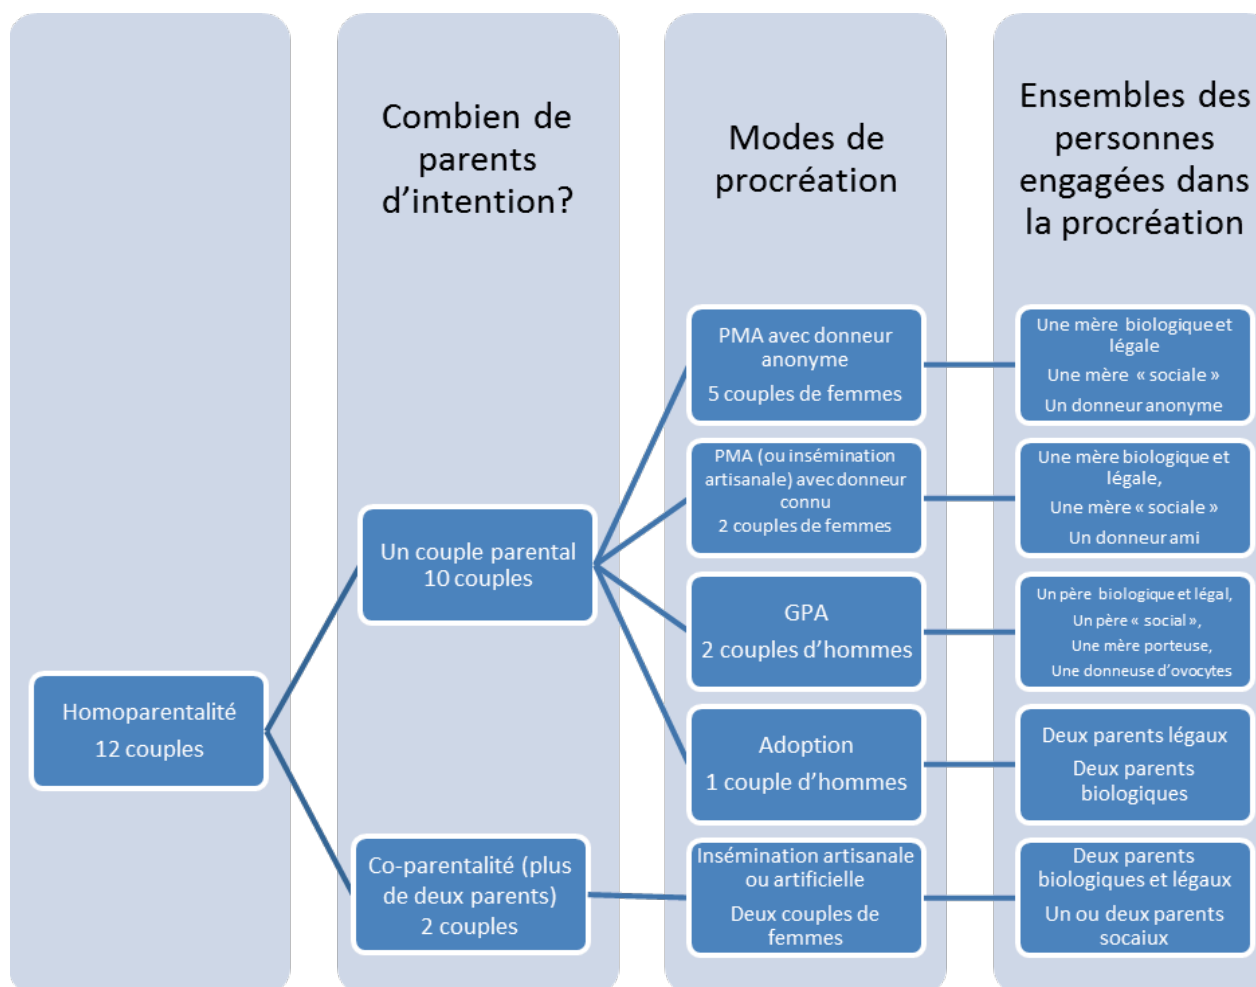 Combien de
parents
d’intention?
Modes de
procréation
Ensembles des
personnes
engagées dans
la procréation
Homoparentalité
12 couples
Un couple parental
10 couples
Co-parentalité (plus
de deux parents)
2 couples
PMA avec donneur
anonyme
5 couples de femmes
PMA (ou insémination
artisanale) avec donneur
connu
2 couples de femmes
GPA
2 couples d’hommes
Adoption
1 couple d’hommes
Insémination artisanale
ou artificielle
Deux couples de
femmes
Une mère biologique et
légale
Une mère « sociale »
Un donneur anonyme
Une mère biologique et
légale,
Une mère « sociale »
Un donneur ami
Un père biologique et légal,
Un père « social »,
Une mère porteuse,
Une donneuse d’ovocytes
Deux parents légaux
Deux parents
biologiques
Deux parents
biologiques et légaux
Un ou deux parents
socaiux